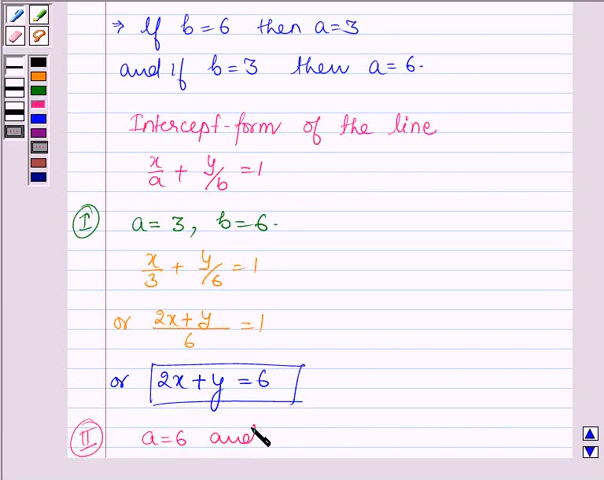 ⇒ If b=6 then a=3
and if b=3 then a=6.
Intercept-form of the line
x/a + y/b = 1
I a=3, b=6.
x/3 + y/6 = 1
or (2x+y)/6 = 1
or 2x+y=6
II a=6 and